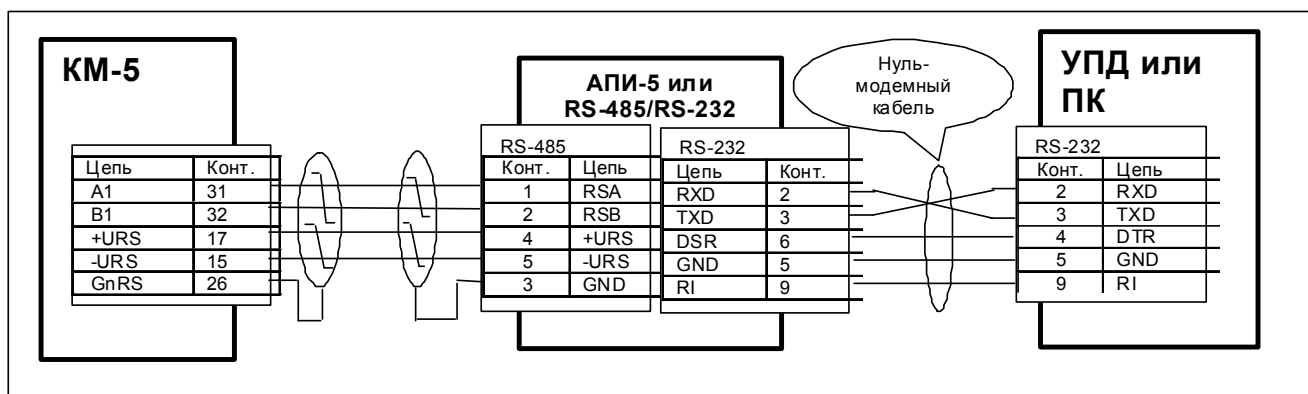 КМ-5
Цепь Конт.
A1 31
B1 32
+URS 17
-URS 15
GnRS 26
АПИ-5 или
RS-485/RS-232
RS-485
Конт. Цепь
1 RSA
2 RSB
4 +URS
5 -URS
3 GND
RS-232
Цепь Конт.
RXD 2
TXD 3
DSR 6
GND 5
RI 9
Нуль-
модемный
кабель
УПД или
ПК
RS-232
Конт. Цепь
2 RXD
3 TXD
4 DTR
5 GND
9 RI